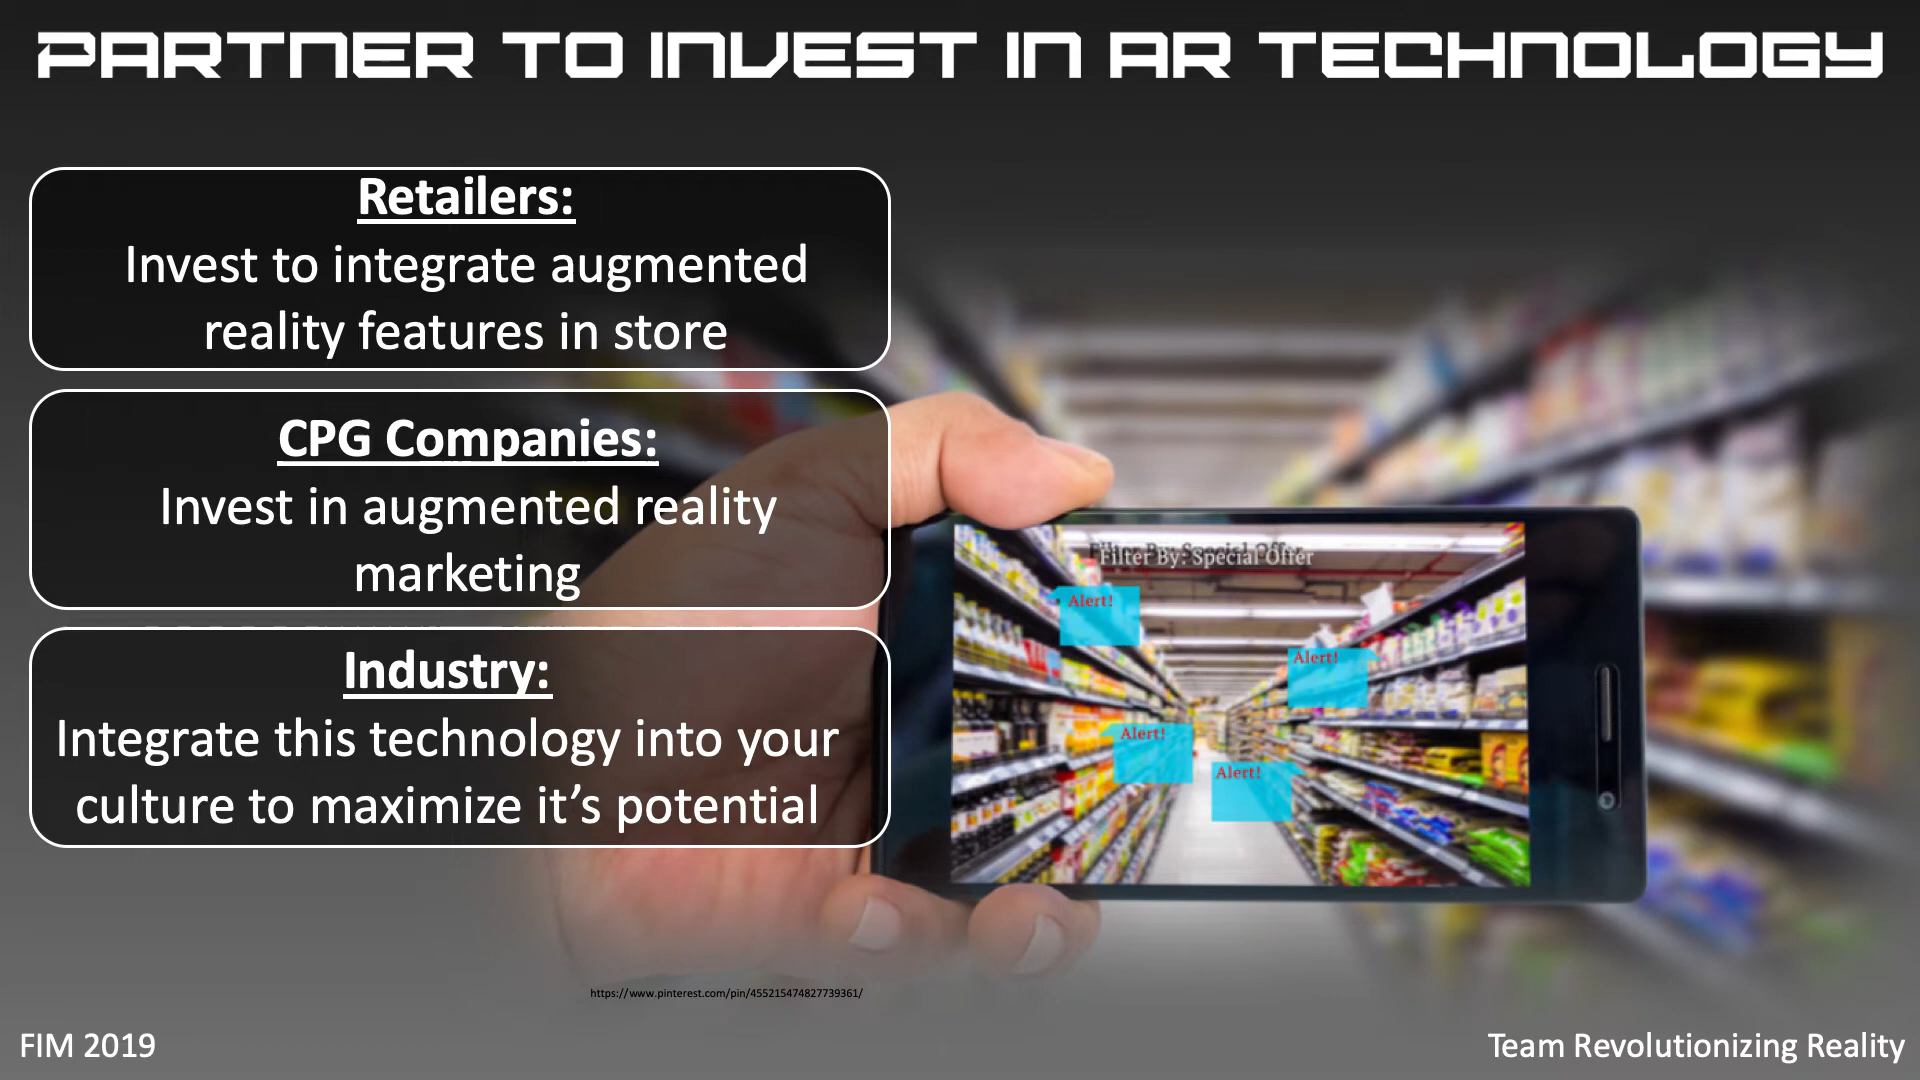 PARTNER TO INVEST IN AR TECHNOLOGY
Retailers:
Invest to integrate augmented
reality features in store
CPG Companies:
Invest in augmented reality
marketing
Industry:
Integrate this technology into your
culture to maximize it’s potential
Filter By: Special Offer
Alert!
Alert!
Alert!
Alert!
https://www.pinterest.com/pin/455215474827739361/
FIM 2019
Team Revolutionizing Reality